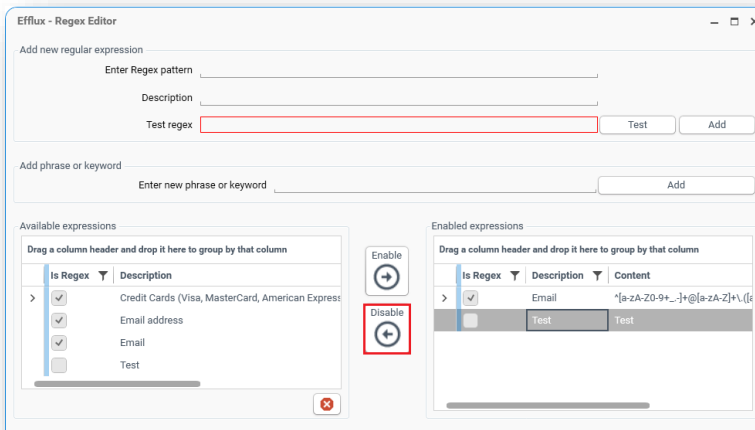 Efflux - Regex Editor
Add new regular expression
Enter Regex pattern
Description
Test regex
Test
Add
Add phrase or keyword
Enter new phrase or keyword
Add
Available expressions
Drag a column header and drop it here to group by that column
Is Regex
Description
Credit Cards (Visa, MasterCard, American Express
Email address
Email
Test
Enable
Disable
Enabled expressions
Drag a column header and drop it here to group by that column
Is Regex
Description
Content
Email
^[a-zA-Z0-9+_.-]+@[a-zA-Z]+\.([a
Test
Test